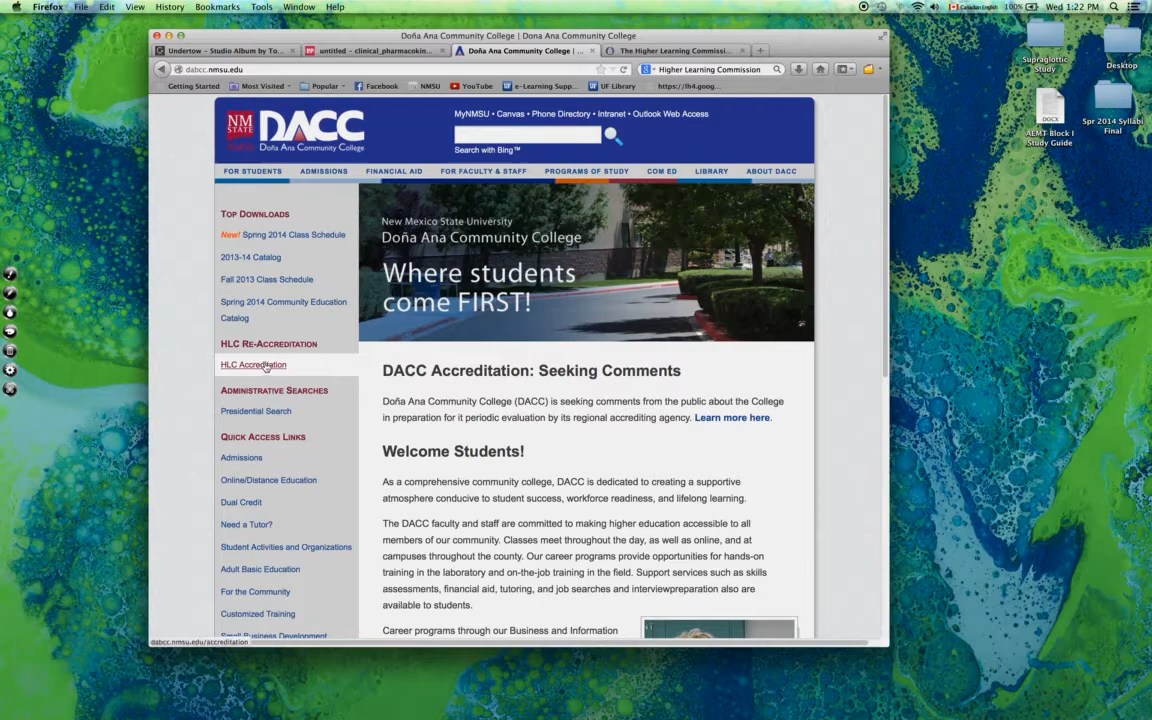 Firefox File Edit View History Bookmarks Tools Window Help
Canadian English 100% Wed 1:22 PM
Doña Ana Community College | Dona Ana Community College
Undertow - Studio Album by To...
untitled - clinical_pharmacokin...
Doña Ana Community College | ...
The Higher Learning Commissi...
dabcc.nmsu.edu
Higher Learning Commission
Getting Started Most Visited Popular Facebook NMSU YouTube e-Learning Supp... UF Library https://lh4.goog...
Supraglottic
Study
Desktop
DOCX
AEMT Block I
Study Guide
Spr 2014 Syllabi
Final
NM
STATE
DACC
Doña Ana Community College
MyNMSU • Canvas • Phone Directory • Intranet • Outlook Web Access
Search with Bing™
FOR STUDENTS ADMISSIONS FINANCIAL AID FOR FACULTY & STAFF PROGRAMS OF STUDY COM ED LIBRARY ABOUT DACC
TOP DOWNLOADS
New! Spring 2014 Class Schedule
2013-14 Catalog
Fall 2013 Class Schedule
Spring 2014 Community Education
Catalog
HLC RE-ACCREDITATION
HLC Accreditation
ADMINISTRATIVE SEARCHES
Presidential Search
QUICK ACCESS LINKS
Admissions
Online/Distance Education
Dual Credit
Need a Tutor?
Student Activities and Organizations
Adult Basic Education
For the Community
Customized Training
Small Business Development
New Mexico State University
Doña Ana Community College
Where students
come FIRST!
DACC Accreditation: Seeking Comments
Doña Ana Community College (DACC) is seeking comments from the public about the College
in preparation for it periodic evaluation by its regional accrediting agency. Learn more here.
Welcome Students!
As a comprehensive community college, DACC is dedicated to creating a supportive
atmosphere conducive to student success, workforce readiness, and lifelong learning.
The DACC faculty and staff are committed to making higher education accessible to all
members of our community. Classes meet throughout the day, as well as online, and at
campuses throughout the county. Our career programs provide opportunities for hands-on
training in the laboratory and on-the-job training in the field. Support services such as skills
assessments, financial aid, tutoring, and job searches and interviewpreparation also are
available to students.
Career programs through our Business and Information
dabcc.nmsu.edu/accreditation